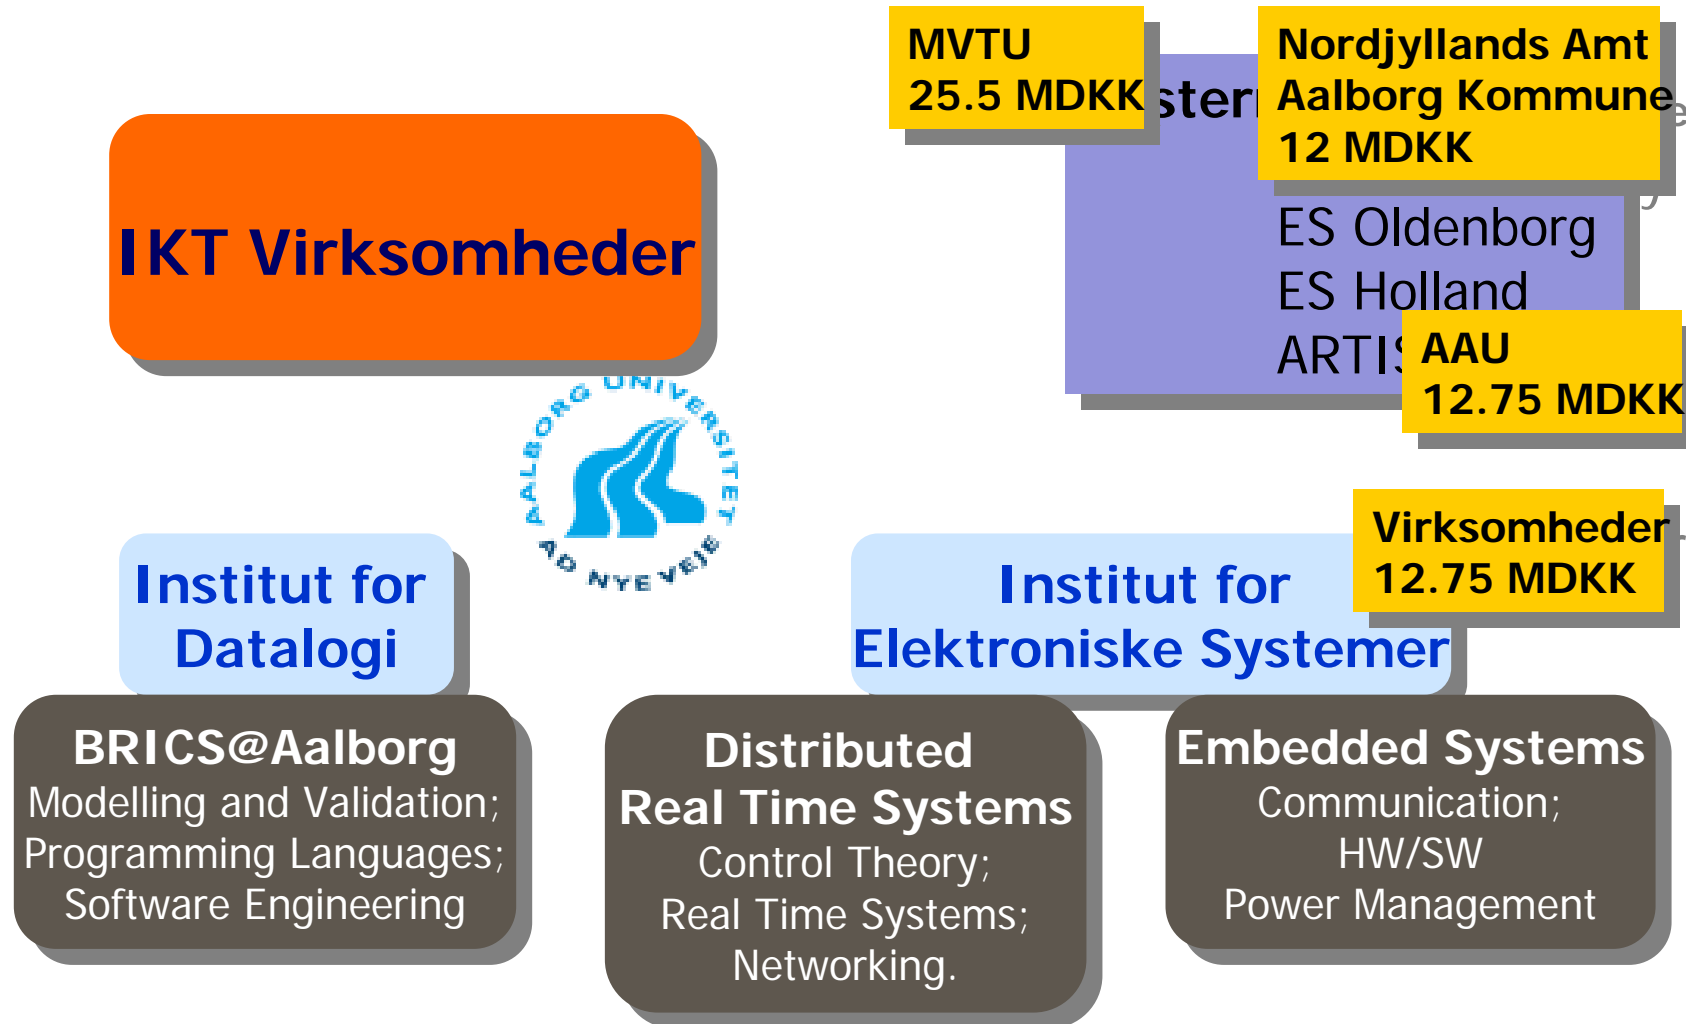 MVTU
25.5 MDKK
Nordjyllands Amt
Aalborg Kommune
12 MDKK
IKT Virksomheder
ES Oldenborg
ES Holland
AAU
12.75 MDKK
AALBORG UNIVERSITET
AD NYE VEJE
Virksomheder
12.75 MDKK
Institut for
Datalogi
Institut for
Elektroniske Systemer
BRICS@Aalborg
Modelling and Validation;
Programming Languages;
Software Engineering
Distributed
Real Time Systems
Control Theory;
Real Time Systems;
Networking.
Embedded Systems
Communication;
HW/SW
Power Management